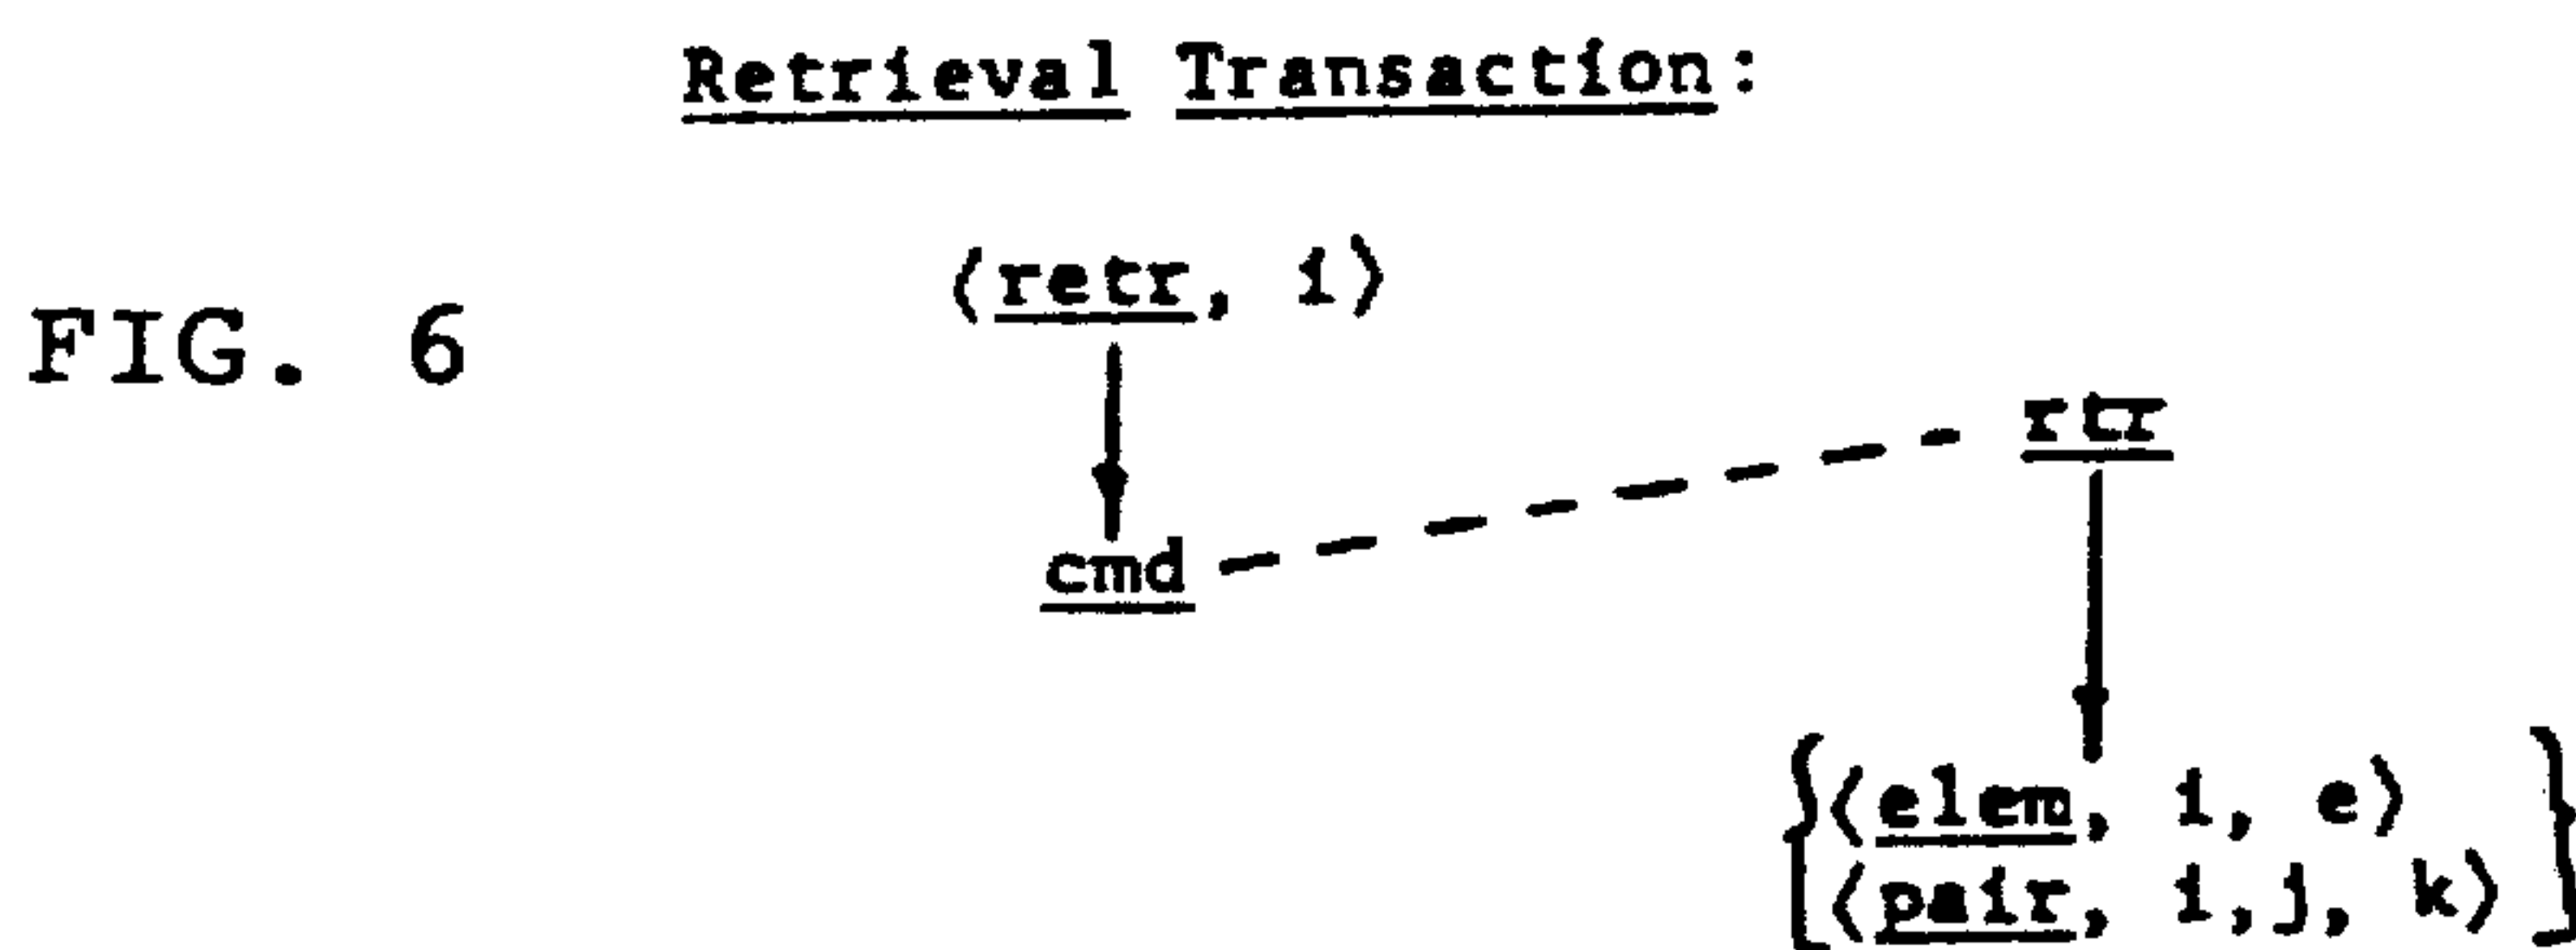 Retrieval Transaction:
⟨retr, i⟩
FIG. 6
rtr
cmd
{⟨elem, i, e⟩
⟨pair, i,j, k⟩}